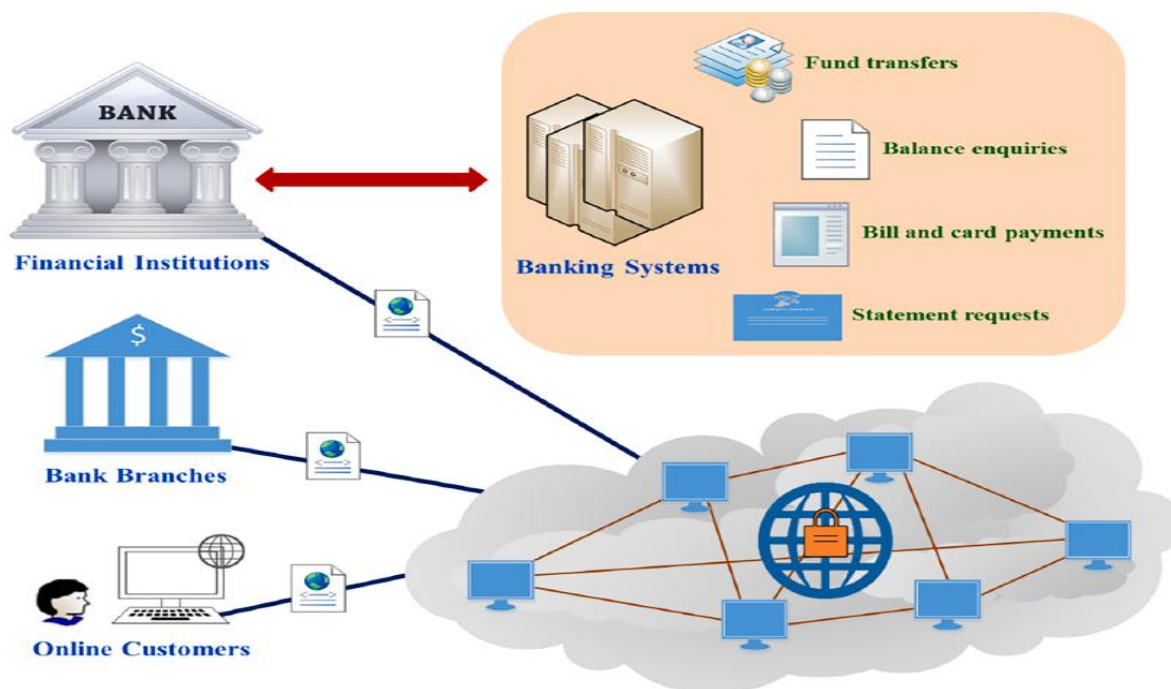 BANK
Financial Institutions
$
Bank Branches
Online Customers
Banking Systems
Fund transfers
Balance enquiries
Bill and card payments
Statement requests